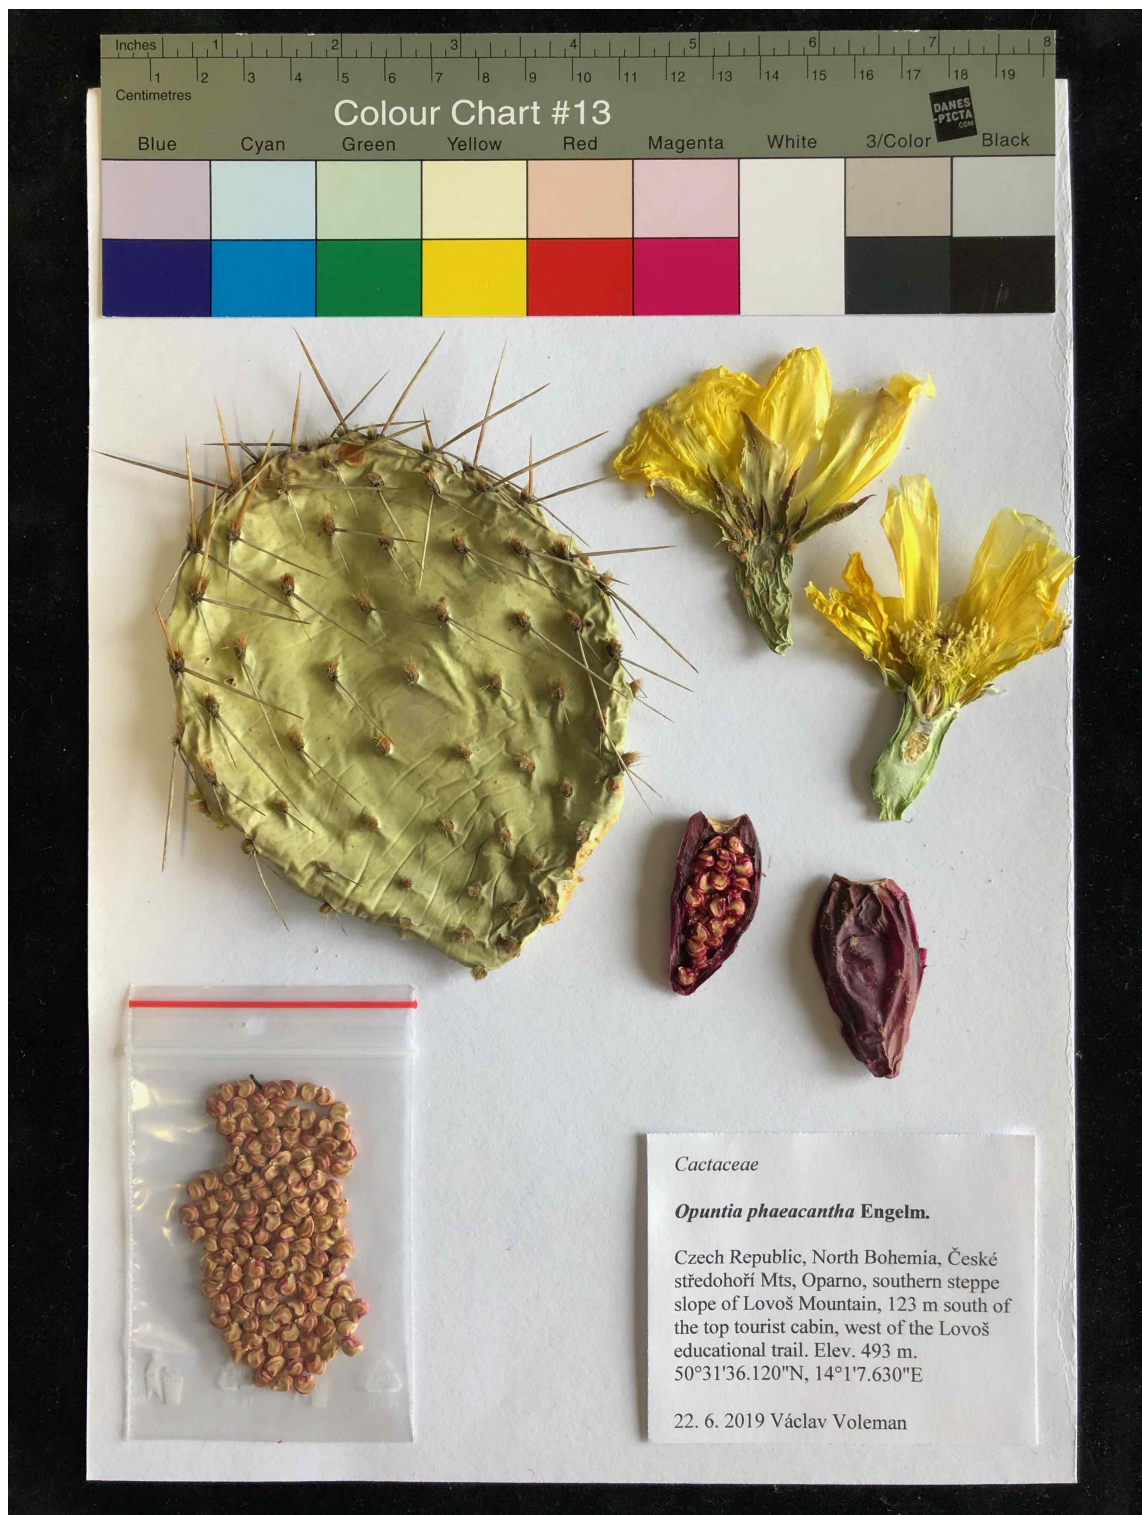 Inches 1 2 3 4 5 6 7 8
1 2 3 4 5 6 7 8 9 10 11 12 13 14 15 16 17 18 19
Centimetres
Colour Chart #13
DANES
-PICTA
.COM
Blue Cyan Green Yellow Red Magenta White 3/Color Black
Cactaceae
Opuntia phaeacantha Engelm.
Czech Republic, North Bohemia, České
středohoří Mts, Oparno, southern steppe
slope of Lovoš Mountain, 123 m south of
the top tourist cabin, west of the Lovoš
educational trail. Elev. 493 m.
50°31'36.120"N, 14°1'7.630"E
22. 6. 2019 Václav Voleman